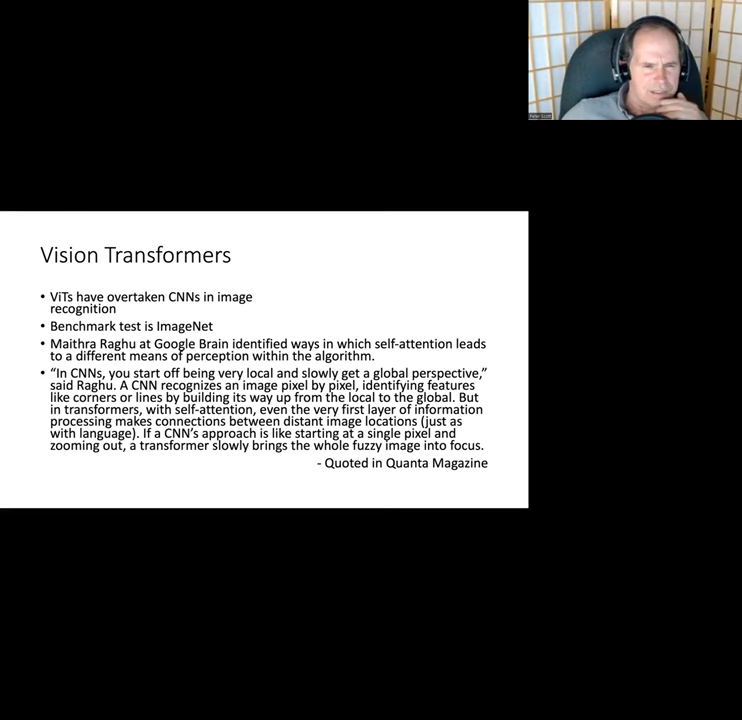 Peter Scott
Vision Transformers
• ViTs have overtaken CNNs in image
recognition
• Benchmark test is ImageNet
• Maithra Raghu at Google Brain identified ways in which self-attention leads
to a different means of perception within the algorithm.
• “In CNNs, you start off being very local and slowly get a global perspective,”
said Raghu. A CNN recognizes an image pixel by pixel, identifying features
like corners or lines by building its way up from the local to the global. But
in transformers, with self-attention, even the very first layer of information
processing makes connections between distant image locations (just as
with language). If a CNN’s approach is like starting at a single pixel and
zooming out, a transformer slowly brings the whole fuzzy image into focus.
- Quoted in Quanta Magazine